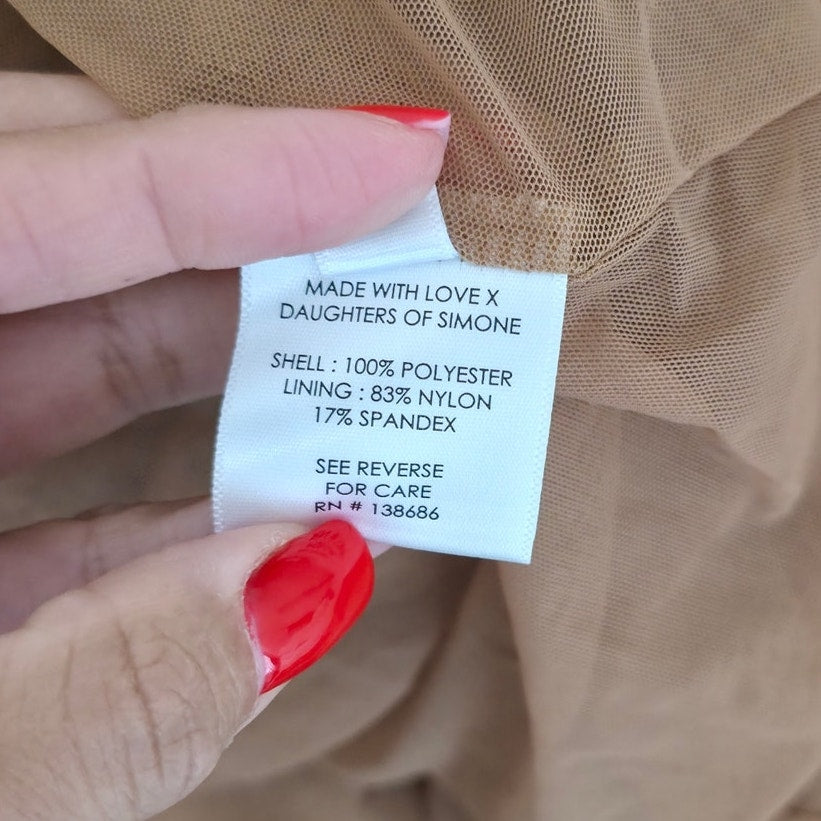 MADE WITH LOVE X
DAUGHTERS OF SIMONE
SHELL : 100% POLYESTER
LINING : 83% NYLON
17% SPANDEX
SEE REVERSE
FOR CARE
RN # 138686